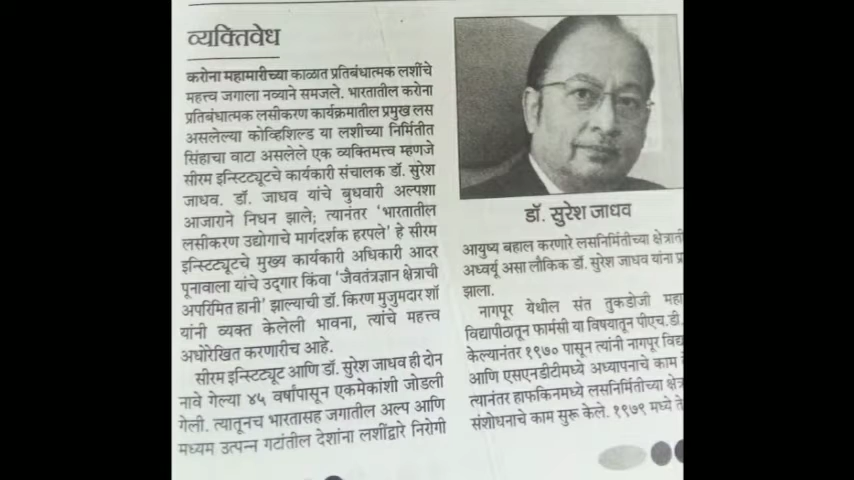 व्यक्तिवेध
करोना महामारीच्या काळात प्रतिबंधात्मक लशींचे
महत्त्व जगाला नव्याने समजले. भारतातील करोना
प्रतिबंधात्मक लसीकरण कार्यक्रमातील प्रमुख लस
असलेल्या कोव्हिशिल्ड या लशीच्या निर्मितीत
सिंहाचा वाटा असलेले एक व्यक्तिमत्त्व म्हणजे
सीरम इन्स्टिट्यूटचे कार्यकारी संचालक डॉ. सुरेश
जाधव. डॉ. जाधव यांचे बुधवारी अल्पशा
आजाराने निधन झाले; त्यानंतर ‘भारतातील
लसीकरण उद्योगाचे मार्गदर्शक हरपले’ हे सीरम
इन्स्टिट्यूटचे मुख्य कार्यकारी अधिकारी आदर
पूनावाला यांचे उद्‌गार किंवा ‘जैवतंत्रज्ञान क्षेत्राची
अपरिमित हानी’ झाल्याची डॉ. किरण मुजुमदार शॉ
यांनी व्यक्त केलेली भावना, त्यांचे महत्त्व
अधोरेखित करणारीच आहे.
सीरम इन्स्टिट्यूट आणि डॉ. सुरेश जाधव ही दोन
नावे गेल्या ४५ वर्षांपासून एकमेकांशी जोडली
गेली. त्यातूनच भारतासह जगातील अल्प आणि
मध्यम उत्पन्न गटांतील देशांना लशींद्वारे निरोगी
डॉ. सुरेश जाधव
आयुष्य बहाल करणारे लसनिर्मितीच्या
अध्वर्यू असा लौकिक डॉ. सुरेश जाधव यांना
झाला.
नागपूर येथील संत तुकडोजी
विद्यापीठातून फार्मसी या विषयातून पीएच.डी.
केल्यानंतर १९७० पासून त्यांनी नागपूर
आणि एसएनडीटीमध्ये अध्यापनाचे काम
त्यानंतर हाफकिनमध्ये लसनिर्मितीच्या
संशोधनाचे काम सुरू केले. १९७९ मध्ये